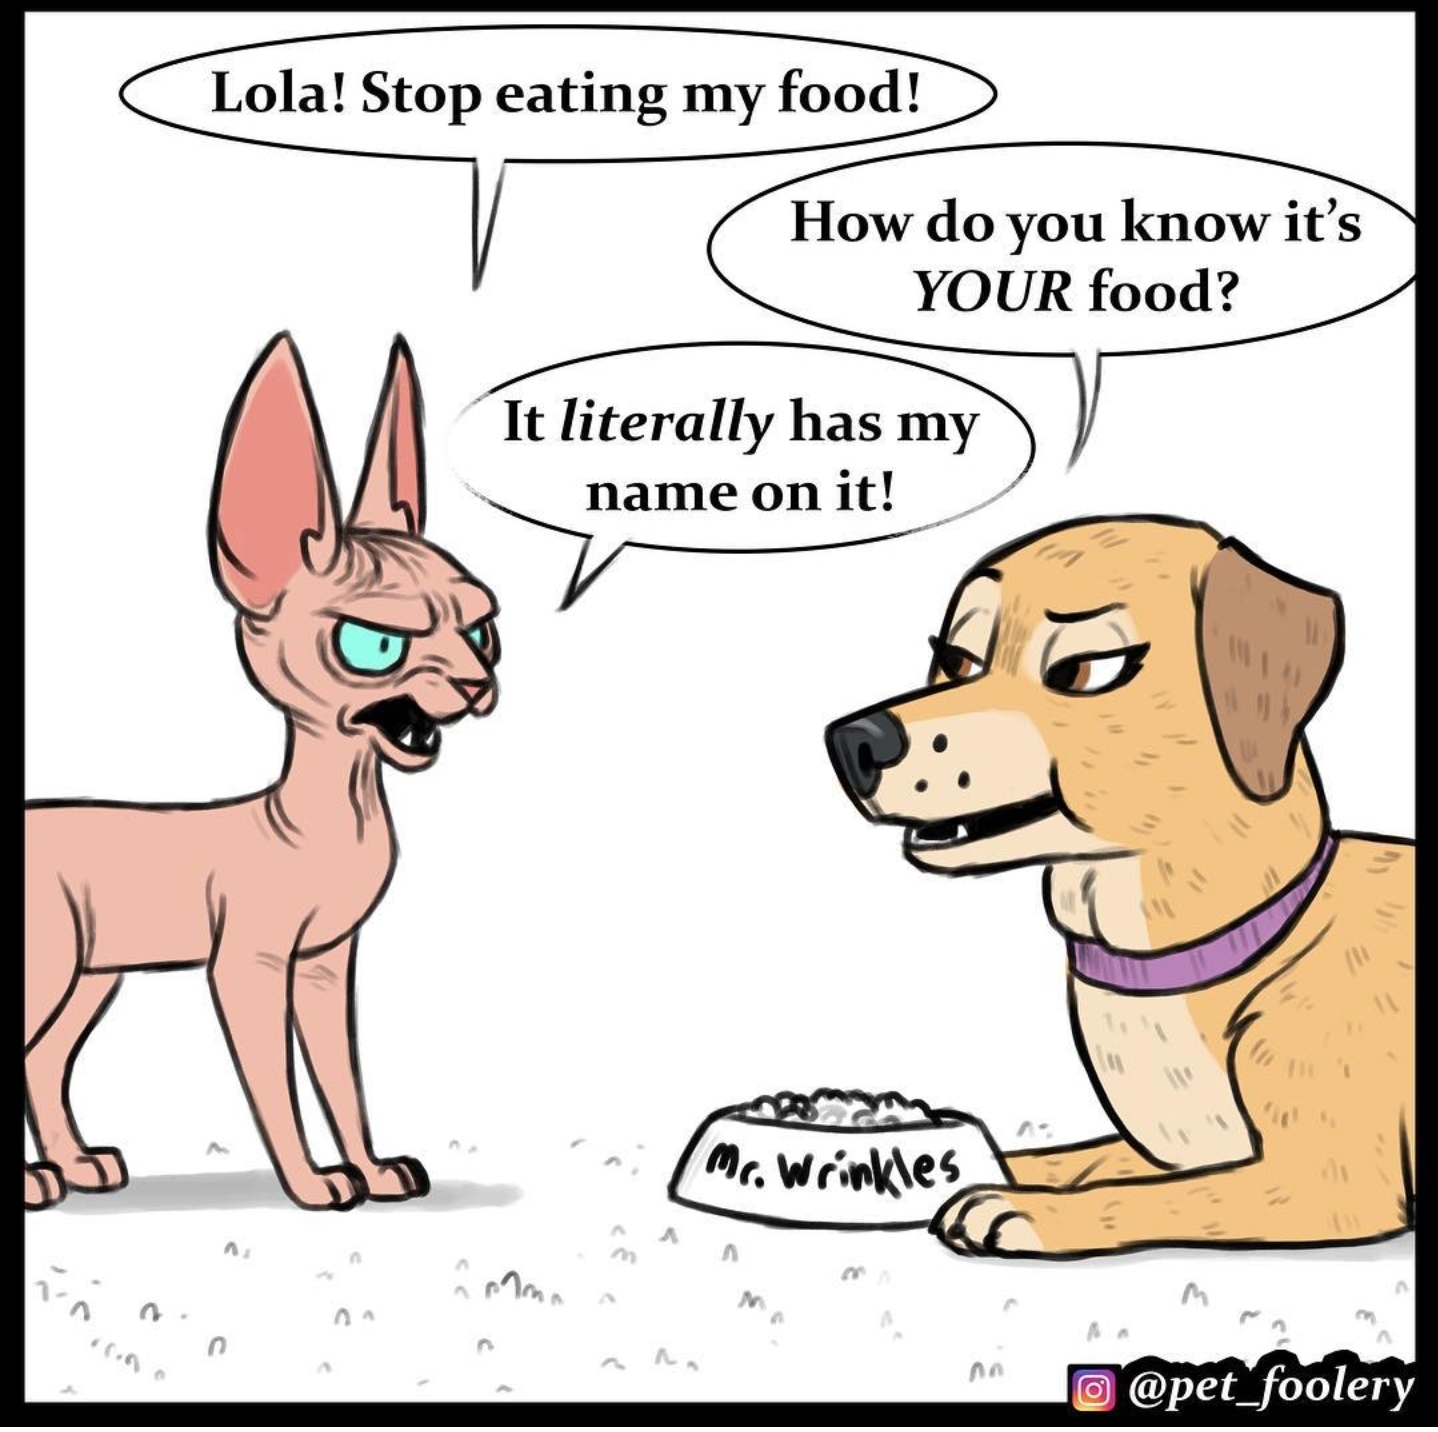 Lola! Stop eating my food!
How do you know it’s
YOUR food?
It literally has my
name on it!
Mr. Wrinkles
@pet_foolery